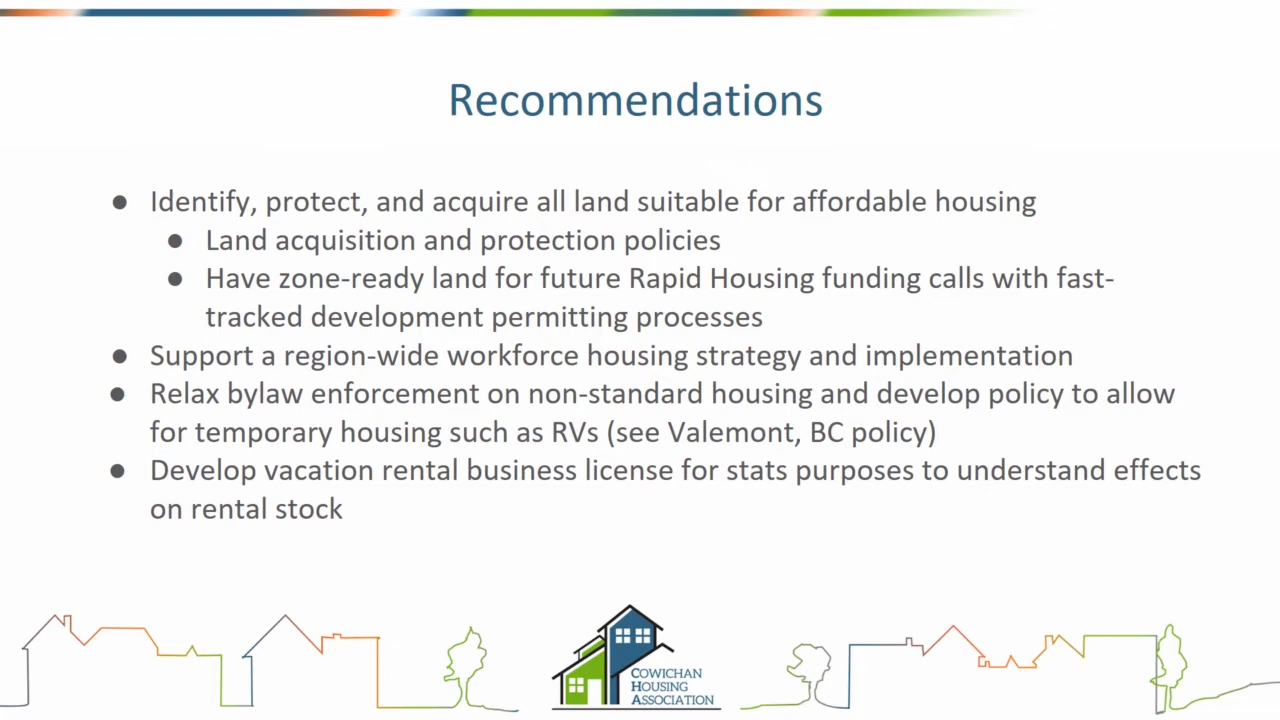 Recommendations
● Identify, protect, and acquire all land suitable for affordable housing
● Land acquisition and protection policies
● Have zone-ready land for future Rapid Housing funding calls with fast-
tracked development permitting processes
● Support a region-wide workforce housing strategy and implementation
● Relax bylaw enforcement on non-standard housing and develop policy to allow
for temporary housing such as RVs (see Valemont, BC policy)
● Develop vacation rental business license for stats purposes to understand effects
on rental stock
COWICHAN
HOUSING
ASSOCIATION